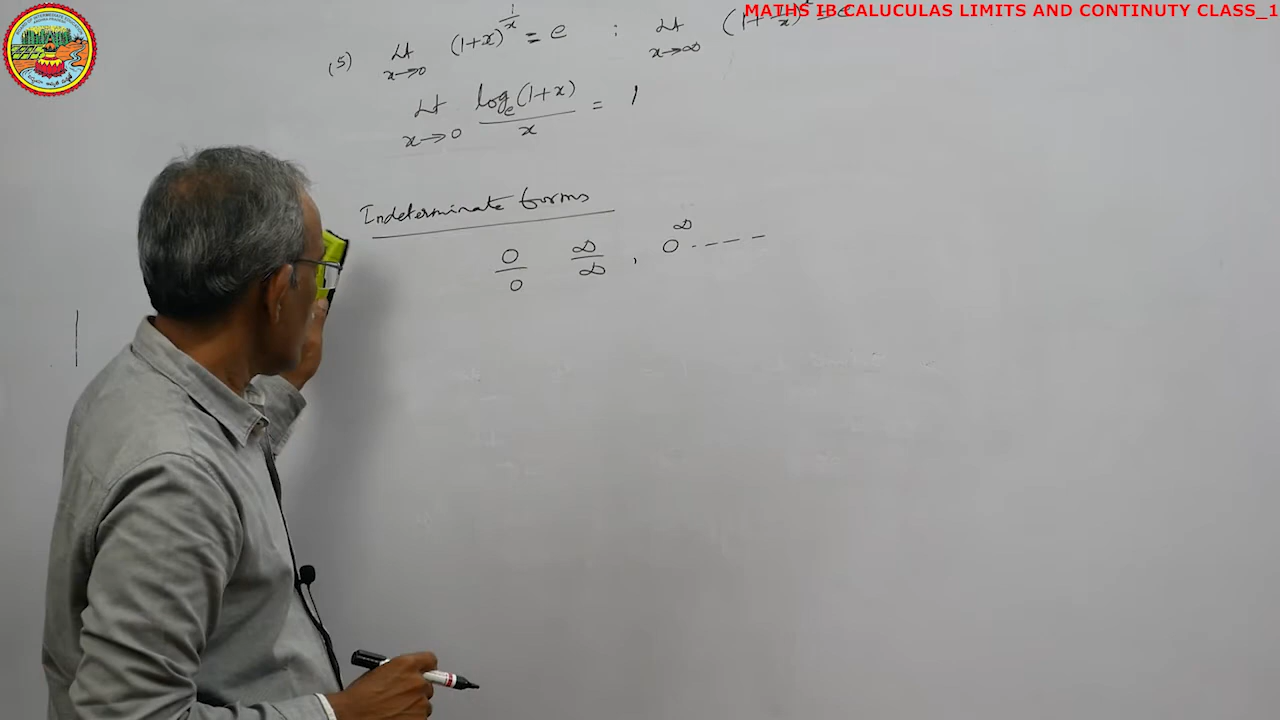 MATHS IB CALUCULAS LIMITS AND CONTINUTY CLASS_1
(5) Lt x→0 (1+x)^(1/x) = e : Lt x→∞
Lt x→0 log_e(1+x)/x = 1
Indeterminate forms
0/0 ∞/∞ , 0^∞ - - - -